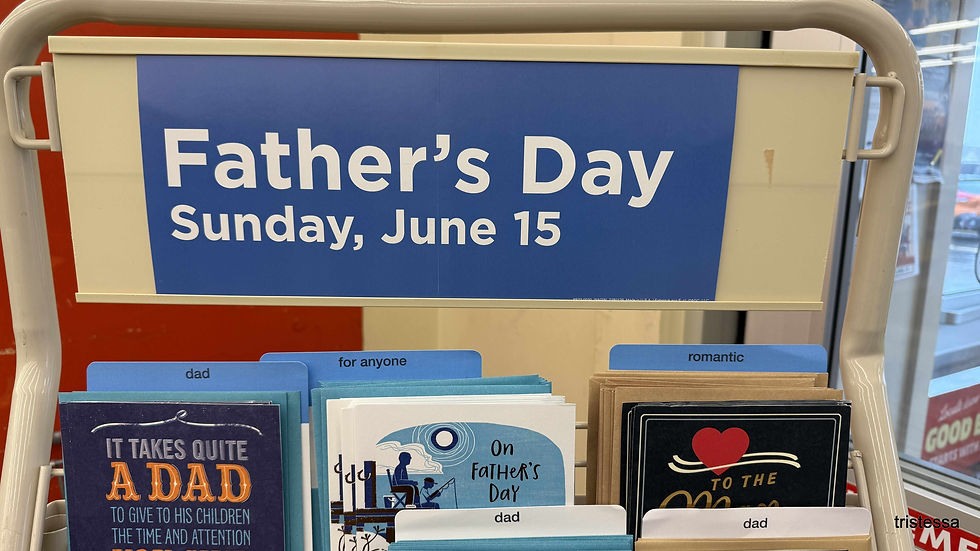 Father's Day
Sunday, June 15
dad
for anyone
romantic
IT TAKES QUITE
A DAD
TO GIVE TO HIS CHILDREN
THE TIME AND ATTENTION
On
FATHER'S
DAY
TO THE
dad
dad
GOOD
tristessa